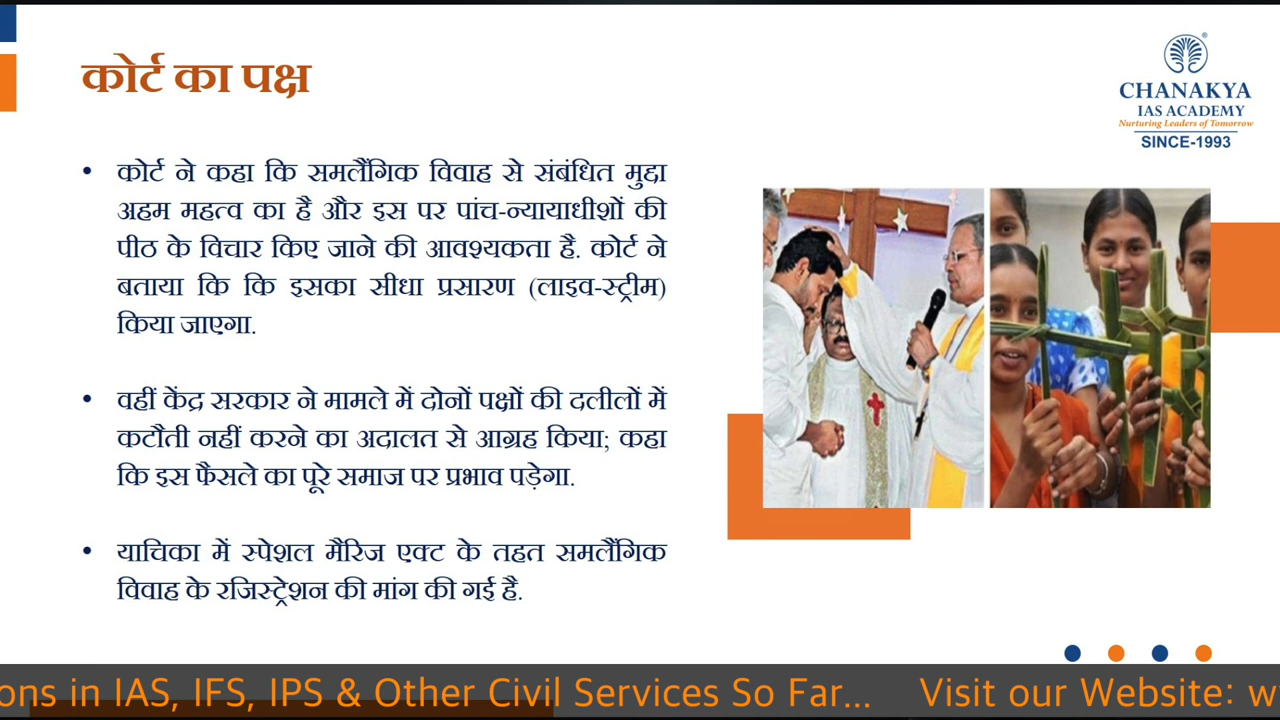 कोर्ट का पक्ष
CHANAKYA
IAS ACADEMY
Nurturing Leaders of Tomorrow
SINCE-1993
• कोर्ट ने कहा कि समलैंगिक विवाह से संबंधित मुद्दा
अहम महत्व का है और इस पर पांच-न्यायाधीशों की
पीठ के विचार किए जाने की आवश्यकता है. कोर्ट ने
बताया कि कि इसका सीधा प्रसारण (लाइव-स्ट्रीम)
किया जाएगा.
• वहीं केंद्र सरकार ने मामले में दोनों पक्षों की दलीलों में
कटौती नहीं करने का अदालत से आग्रह किया; कहा
कि इस फैसले का पूरे समाज पर प्रभाव पड़ेगा.
• याचिका में स्पेशल मैरिज एक्ट के तहत समलैंगिक
विवाह के रजिस्ट्रेशन की मांग की गई है.
ons in IAS, IFS, IPS & Other Civil Services So Far... Visit our Website: w